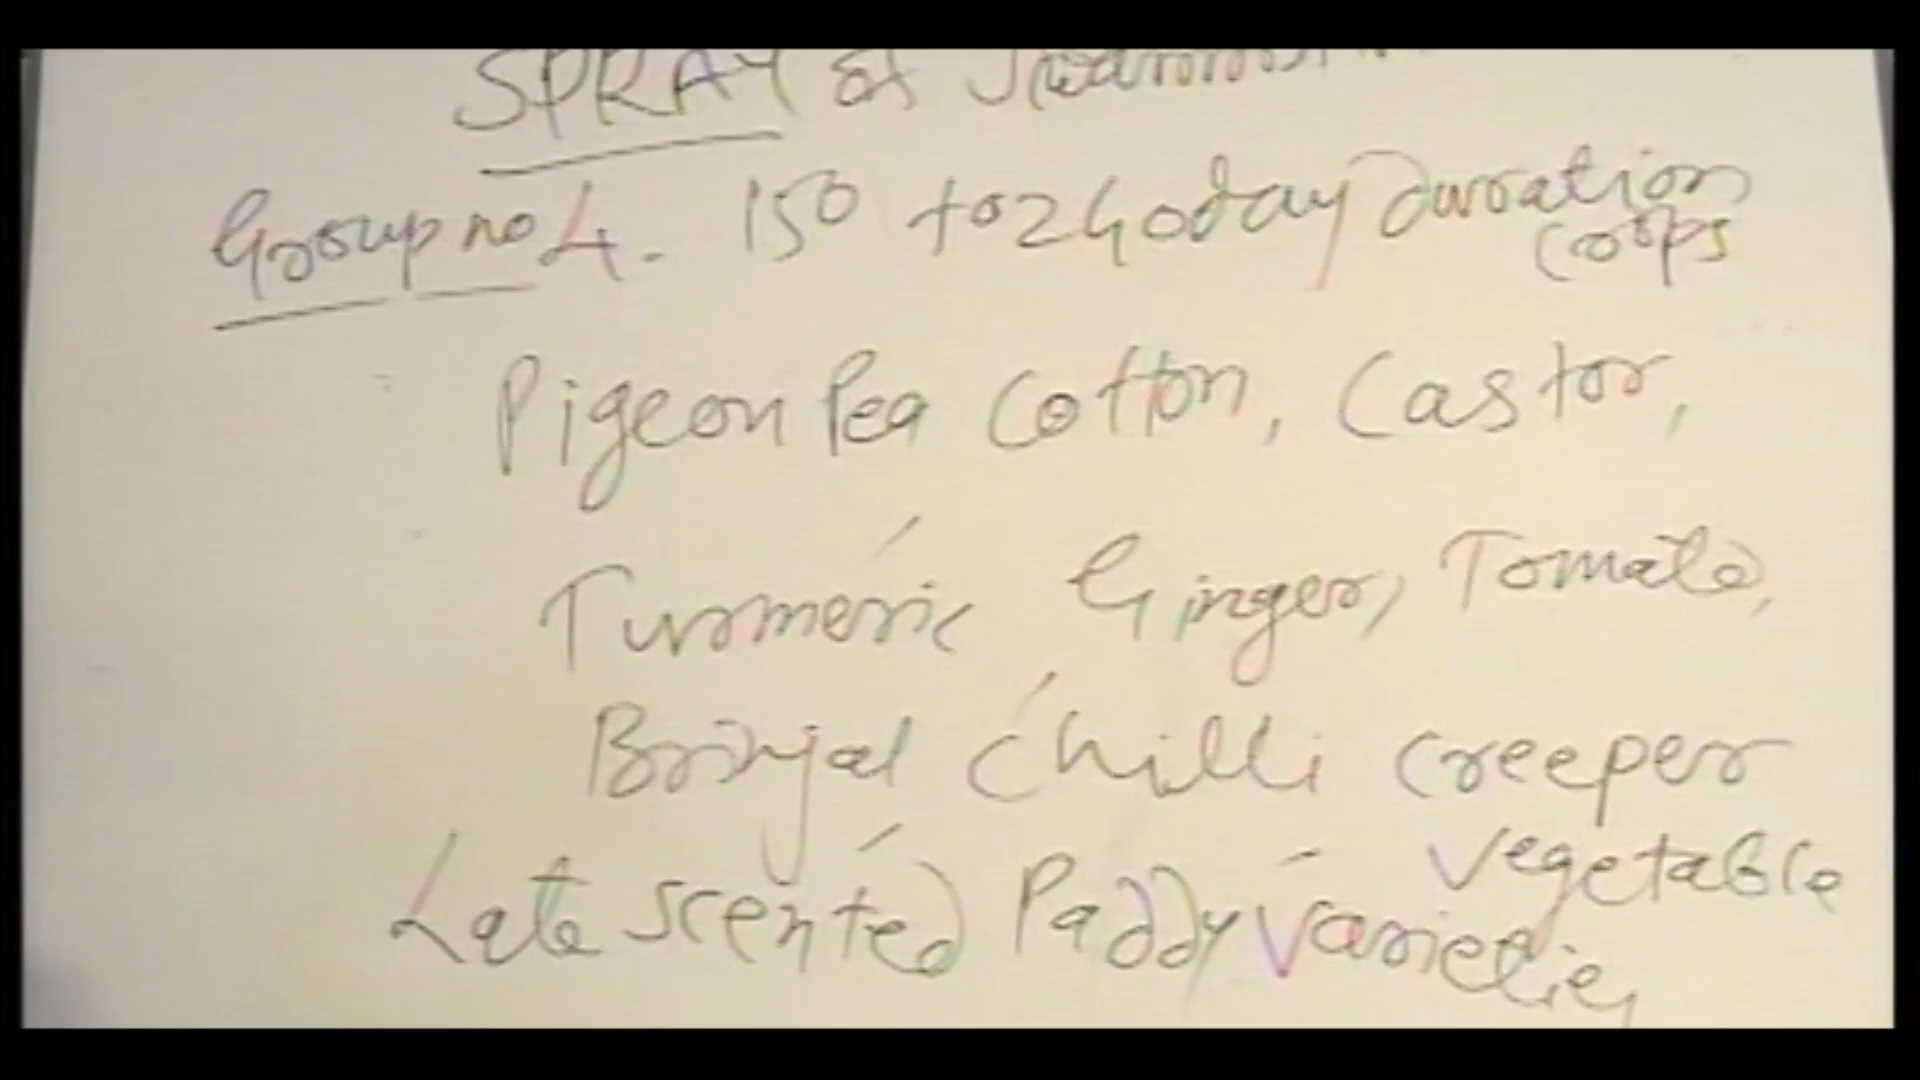 SPRAY of
Group no 4. 150 to 240 day duration
crops
Pigeon Pea Cotton, Castor,
Turmeric Ginger, Tomato,
Brinjal chilli creeper
vegetable
Late scented Paddy varieties